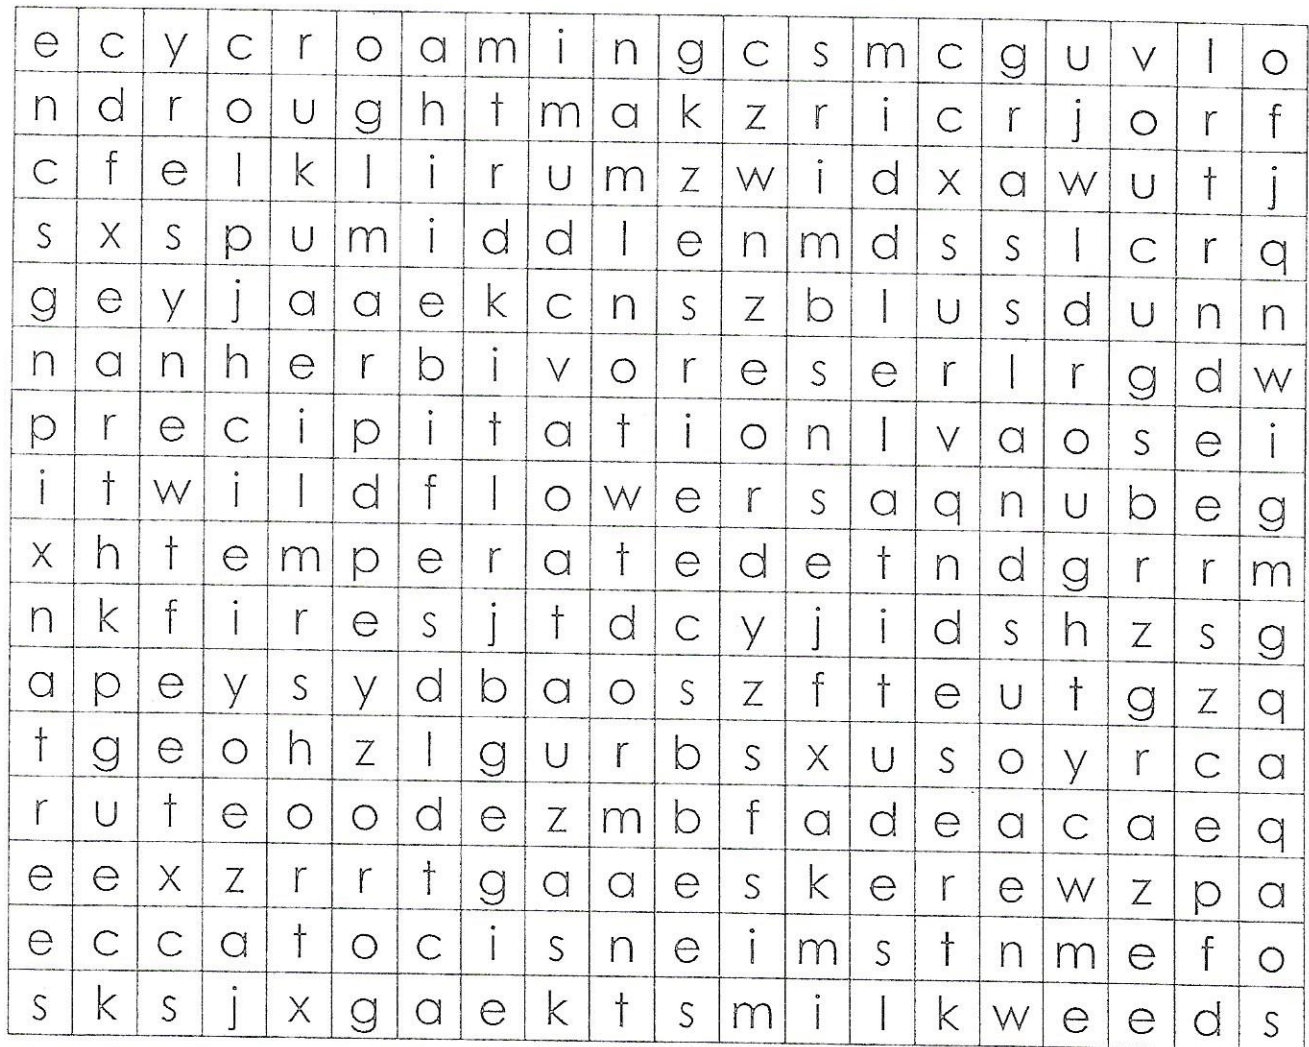 e c y c r o a m i n g c s m c g u v l o
n d r o u g h t m a k z r i c r j o r f
c f e l k l i r u m z w i d x a w u t j
s x s p u m i d d l e n m d s s l c r q
g e y j a a e k c n s z b l u s d u n n
n a n h e r b i v o r e s e r l r g d w
p r e c i p i t a t i o n l v a o s e i
i t w i l d f l o w e r s a q n u b e g
x h t e m p e r a t e d e t n d g r r m
n k f i r e s j t d c y j i d s h z s g
a p e y s y d b a o s z f t e u t g z q
t g e o h z l g u r b s x u s o y r c a
r u t e o o d e z m b f a d e a c a e q
e e x z r r t g a a e s k e r e w z p a
e c c a t o c i s n e i m s t n m e f o
s k s j x g a e k t s m i l k w e e d s